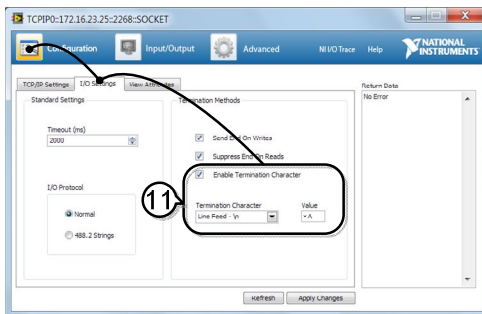 TCPIP0::172.16.23.25::2268::SOCKET
Configuration
Input/Output
Advanced
NI I/O Trace
Help
NATIONAL
INSTRUMENTS
TCP/IP Settings
I/O Settings
View Attributes
Return Data
No Error
Standard Settings
Termination Methods
Timeout (ms)
2000
Send End On Writes
Suppress End On Reads
Enable Termination Character
I/O Protocol
11
Termination Character
Value
Line Feed - \n
Normal
488.2 Strings
Refresh
Apply Changes